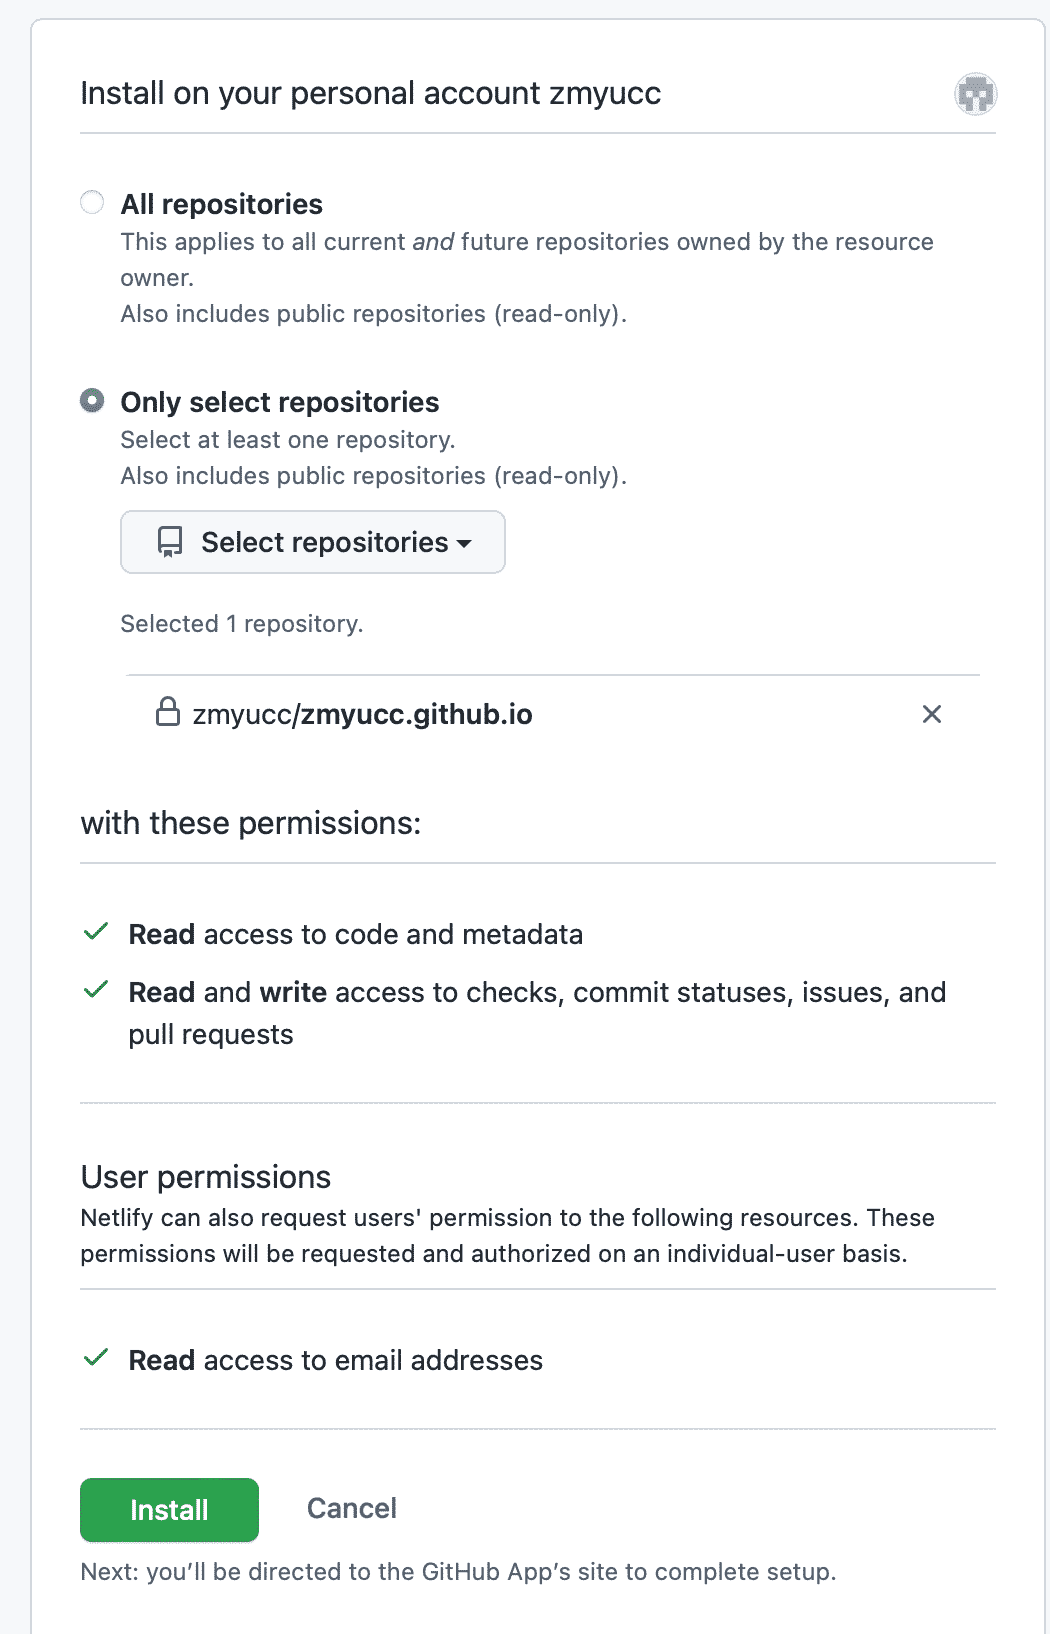 Install on your personal account zmyucc
All repositories
This applies to all current and future repositories owned by the resource
owner.
Also includes public repositories (read-only).
Only select repositories
Select at least one repository.
Also includes public repositories (read-only).
Select repositories
Selected 1 repository.
zmyucc/zmyucc.github.io
with these permissions:
Read access to code and metadata
Read and write access to checks, commit statuses, issues, and
pull requests
User permissions
Netlify can also request users' permission to the following resources. These
permissions will be requested and authorized on an individual-user basis.
Read access to email addresses
Install Cancel
Next: you’ll be directed to the GitHub App’s site to complete setup.